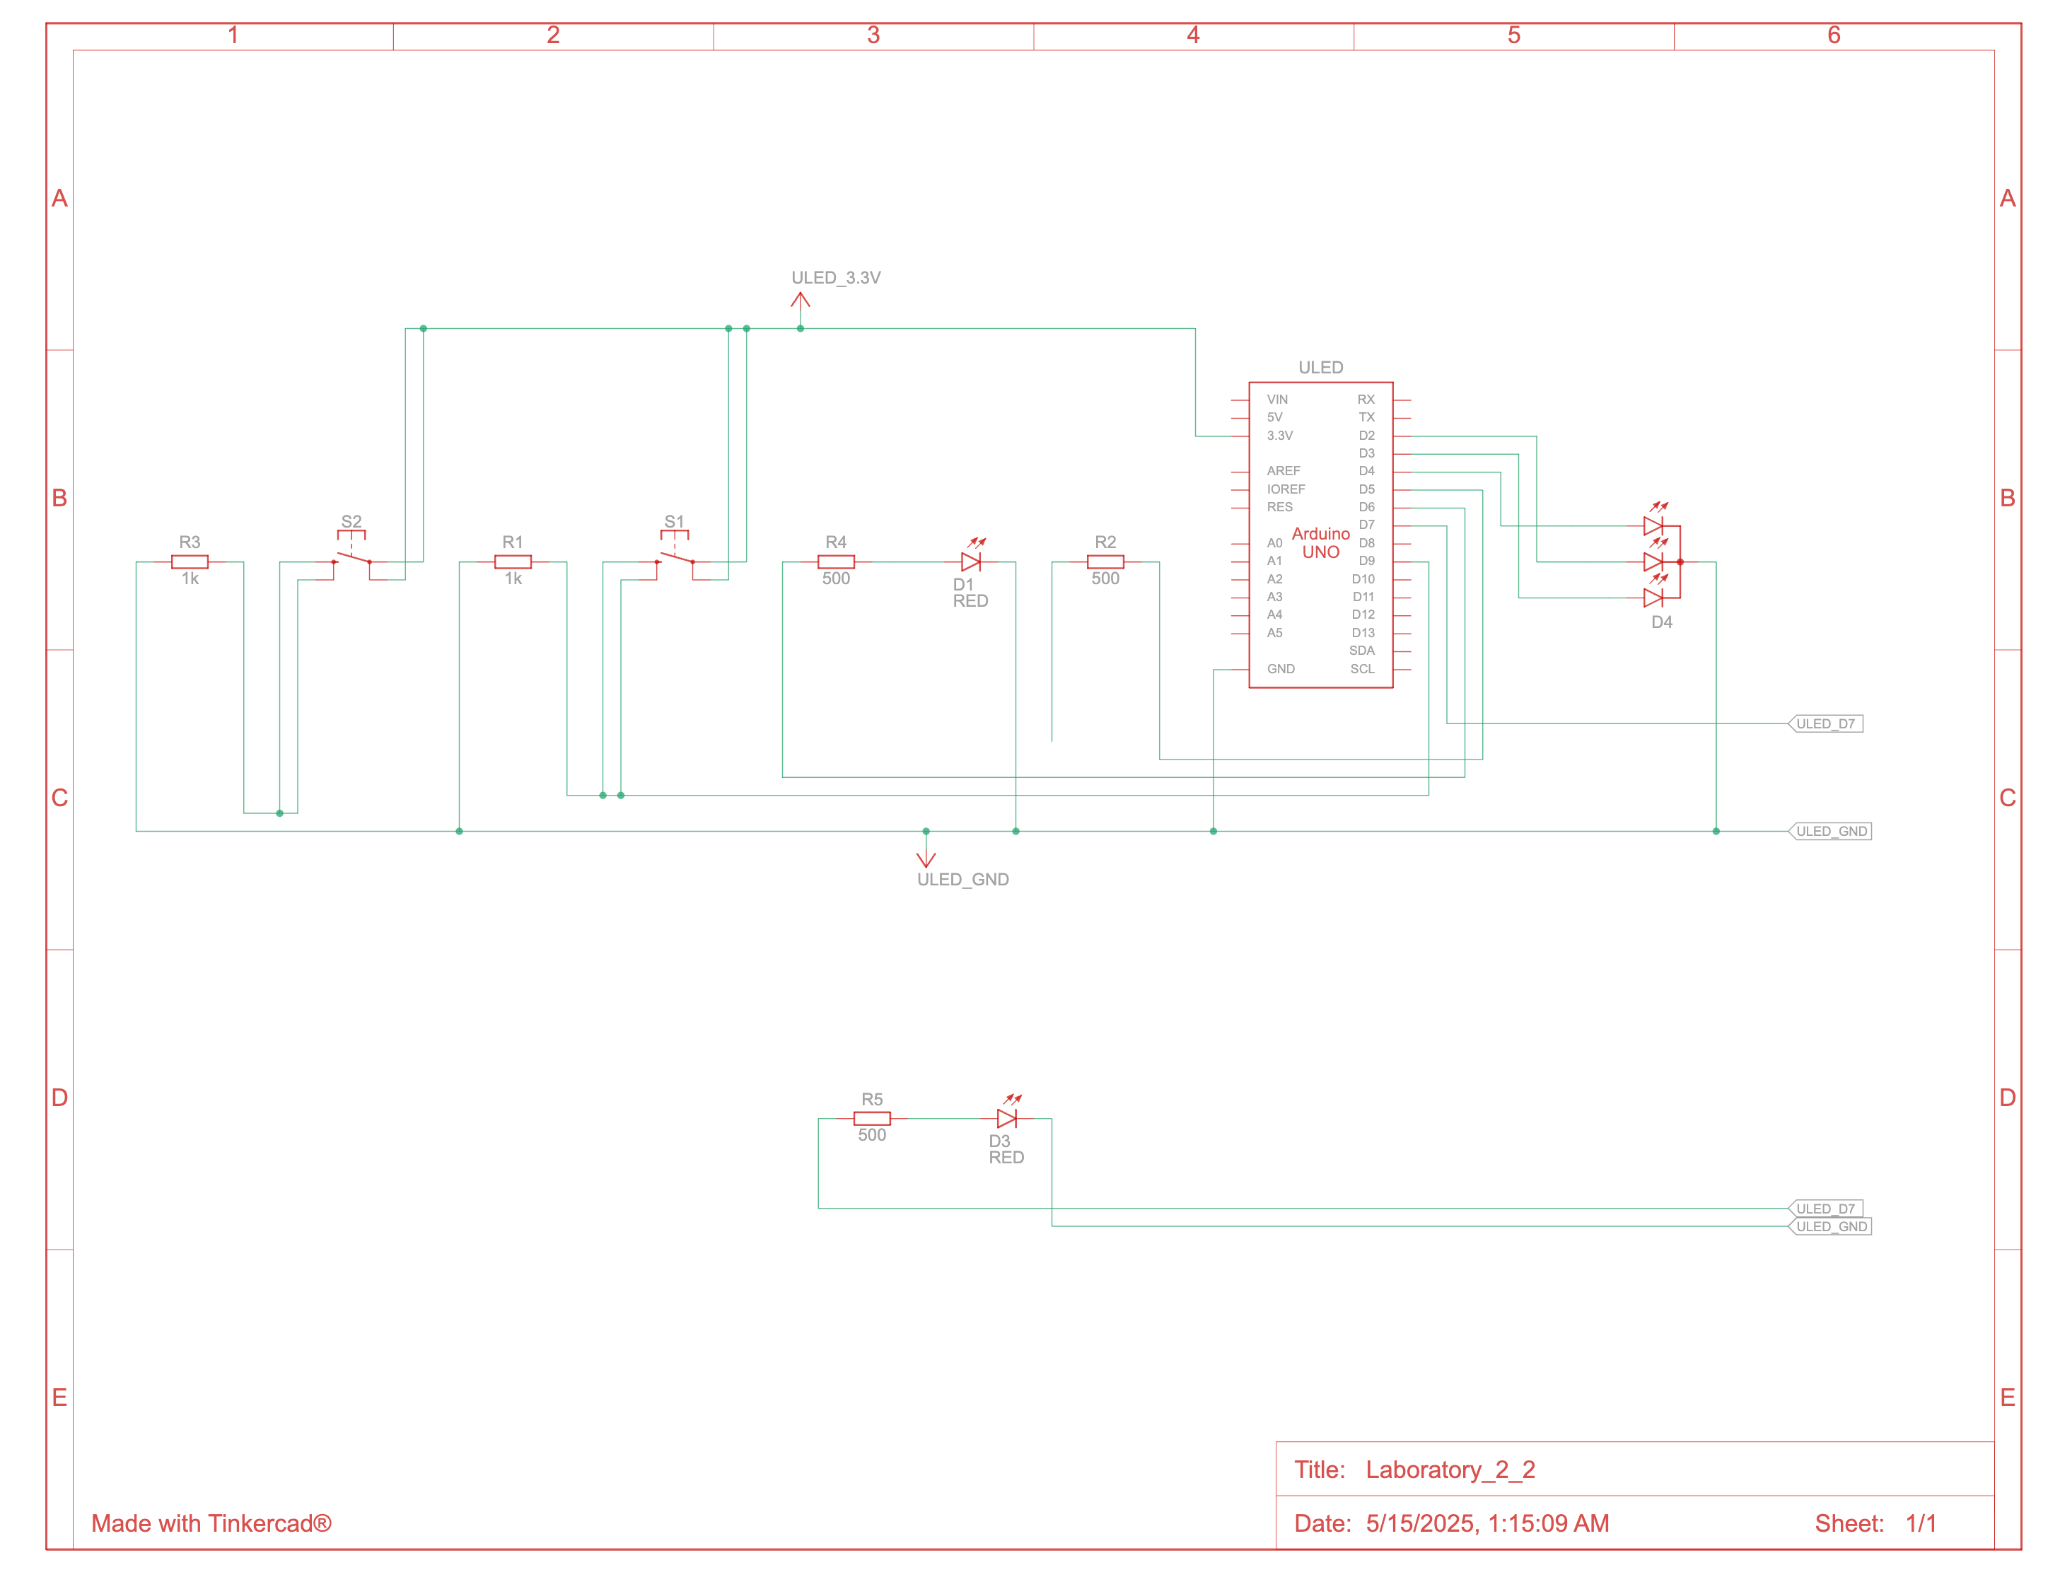 1 2 3 4 5 6
A A
ULED_3.3V
ULED
VIN RX
5V TX
3.3V D2
D3
AREF D4
IOREF D5
RES D6
D7
Arduino
UNO
A0 D8
A1 D9
A2 D10
A3 D11
A4 D12
A5 D13
SDA
GND SCL
B B
S2 S1
R3 R1 R4 R2
1k 1k 500 500
D1
RED
D4
ULED_D7
C C
ULED_GND
ULED_GND
D D
R5
500
D3
RED
ULED_D7
ULED_GND
E E
Title: Laboratory_2_2
Made with Tinkercad®
Date: 5/15/2025, 1:15:09 AM Sheet: 1/1